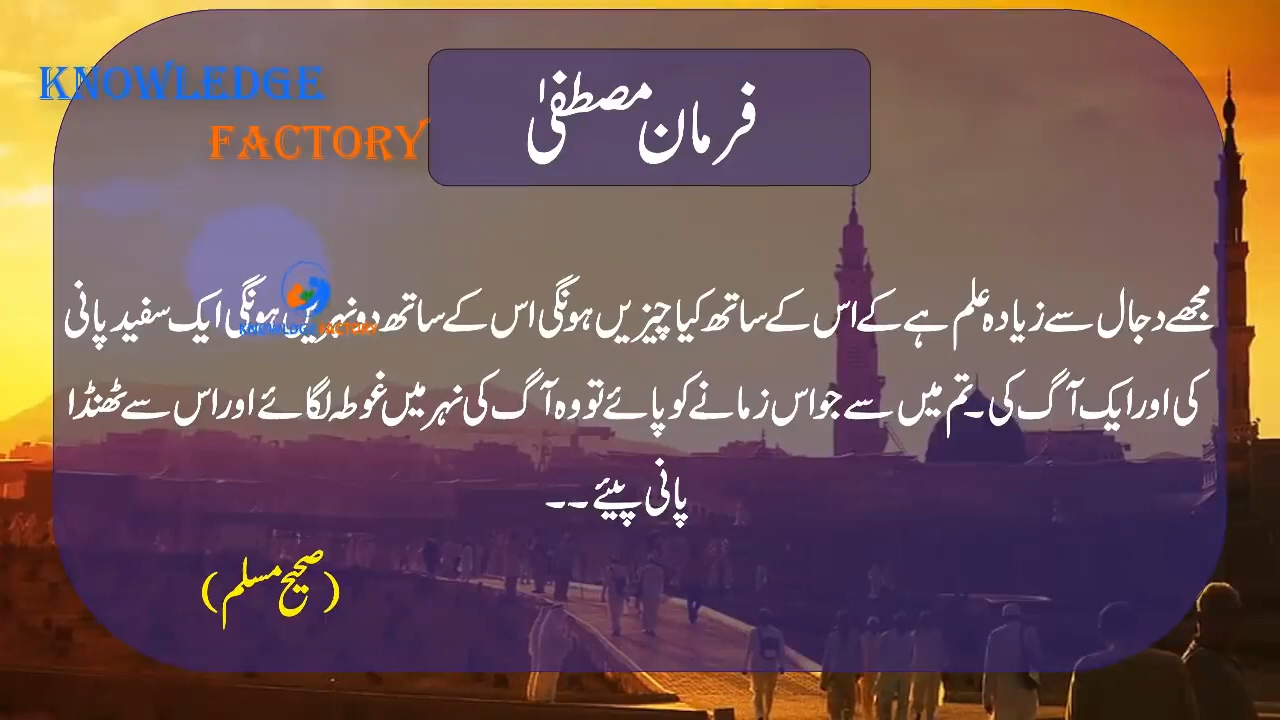 KNOWLEDGE
FACTORY
فرمان مصطفیٰ
مجھے دجال سے زیادہ علم ہے کے اس کے ساتھ کیا چیزیں ہونگی اس کے ساتھ دو نہریں ہونگی ایک سفید پانی
کی اور ایک آگ کی۔ تم میں سے جو اس زمانے کو پائے تو وہ آگ کی نہر میں غوطہ لگائے اور اس سے ٹھنڈا
پانی پیئے ۔۔
(صحیح مسلم)
KNOWLEDGE FACTORY